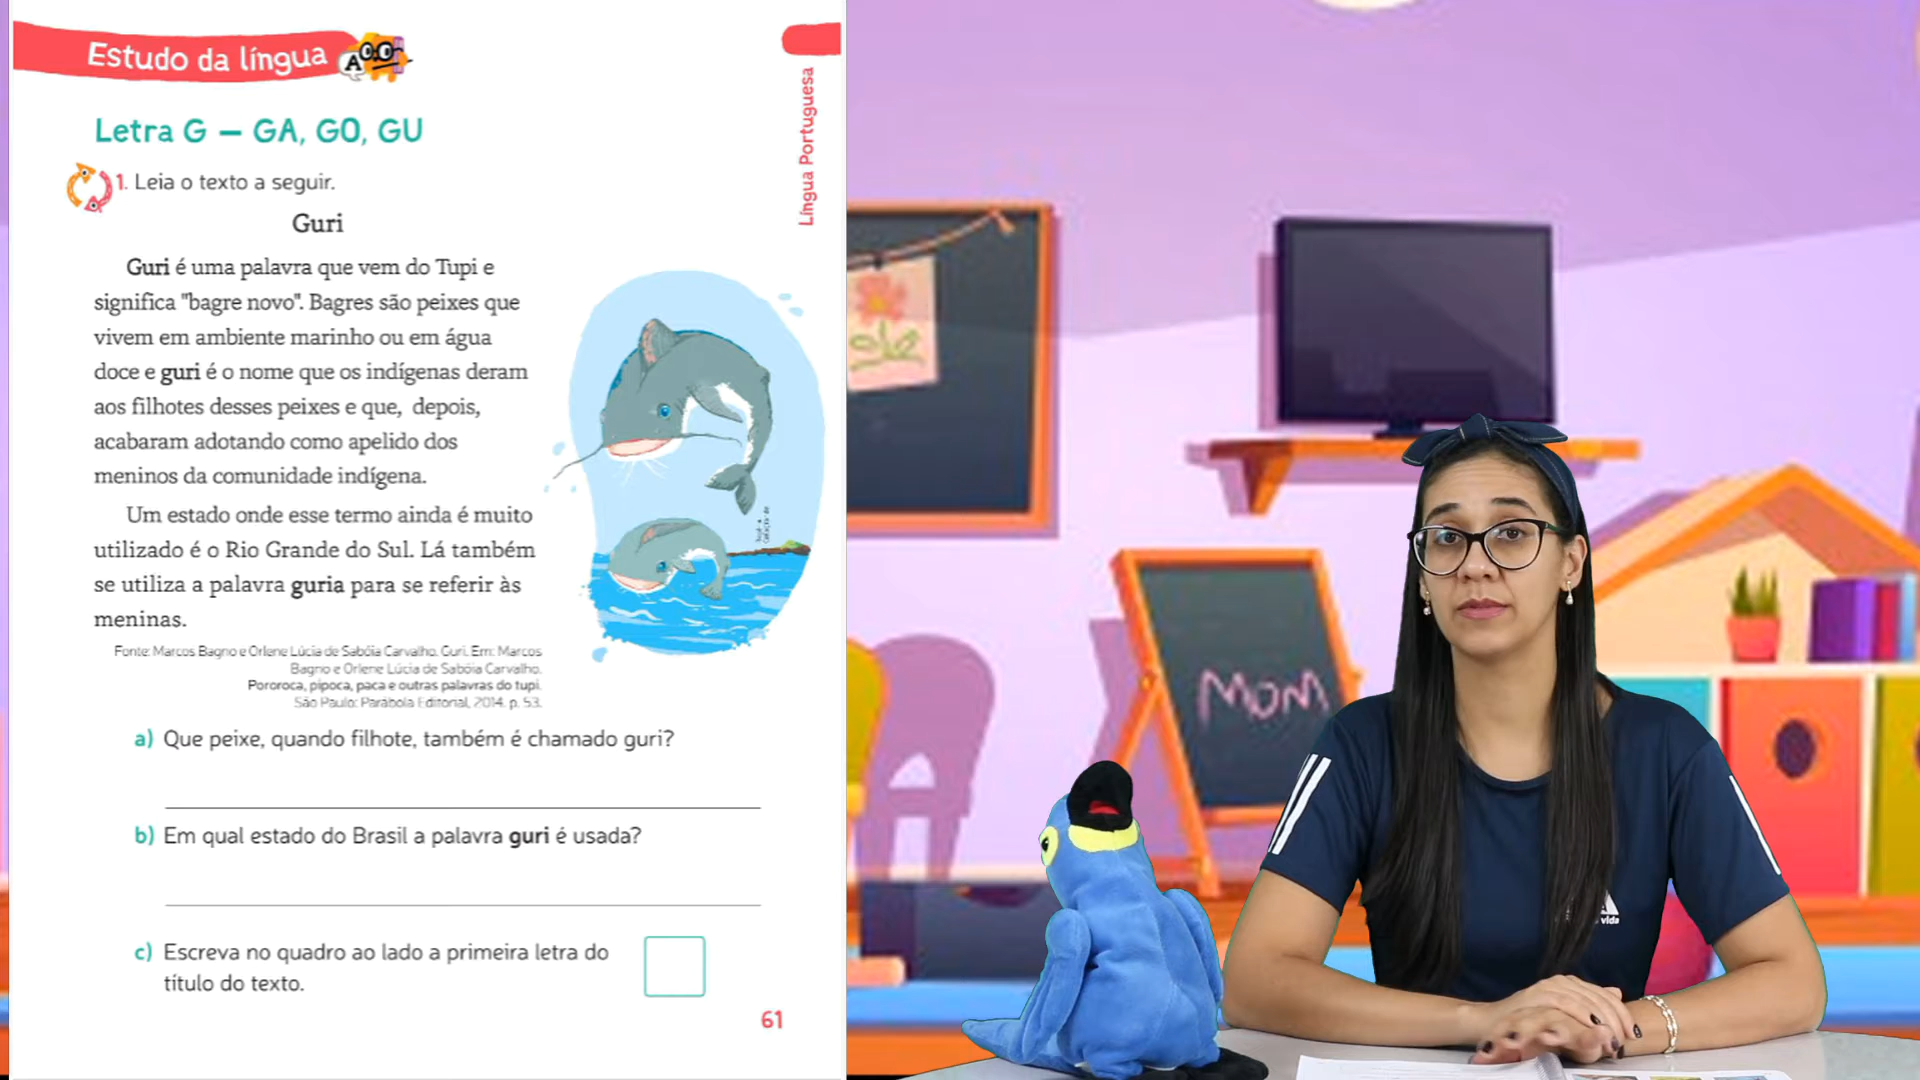 Estudo da língua
A
Língua Portuguesa
Letra G — GA, GO, GU
1. Leia o texto a seguir.
Guri
Guri é uma palavra que vem do Tupi e
significa "bagre novo". Bagres são peixes que
vivem em ambiente marinho ou em água
doce e guri é o nome que os indígenas deram
aos filhotes desses peixes e que, depois,
acabaram adotando como apelido dos
meninos da comunidade indígena.
Um estado onde esse termo ainda é muito
utilizado é o Rio Grande do Sul. Lá também
se utiliza a palavra guria para se referir às
meninas.
Fonte: Marcos Bagno e Orlene Lúcia de Sabóia Carvalho. Guri. Em: Marcos
Bagno e Orlene Lúcia de Sabóia Carvalho.
Pororoca, pipoca, paca e outras palavras do tupi.
São Paulo: Parábola Editorial, 2014. p. 53.
a) Que peixe, quando filhote, também é chamado guri?
b) Em qual estado do Brasil a palavra guri é usada?
c) Escreva no quadro ao lado a primeira letra do
título do texto.
61
MOM
vida